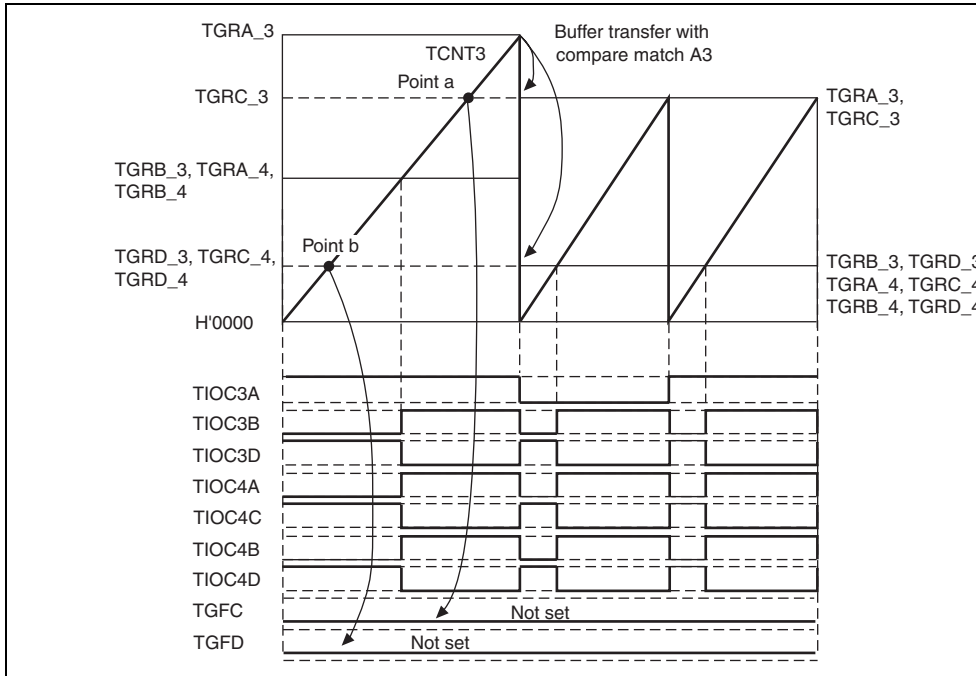 TGRA_3
TCNT3
Buffer transfer with
compare match A3
Point a
TGRC_3
TGRA_3,
TGRC_3
TGRB_3, TGRA_4,
TGRB_4
Point b
TGRD_3, TGRC_4,
TGRD_4
TGRB_3, TGRD_3
TGRA_4, TGRC_4
TGRB_4, TGRD_4
H'0000
TIOC3A
TIOC3B
TIOC3D
TIOC4A
TIOC4C
TIOC4B
TIOC4D
TGFC
Not set
TGFD
Not set